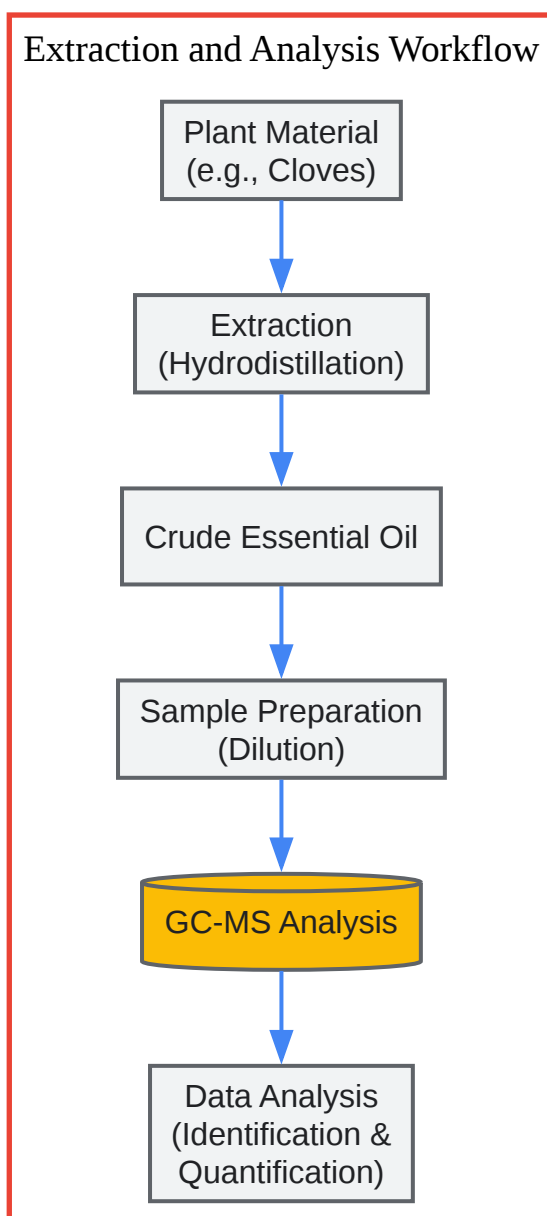 Extraction and Analysis Workflow
Plant Material
(e.g., Cloves)
Extraction
(Hydrodistillation)
Crude Essential Oil
Sample Preparation
(Dilution)
GC-MS Analysis
Data Analysis
(Identification &
Quantification)